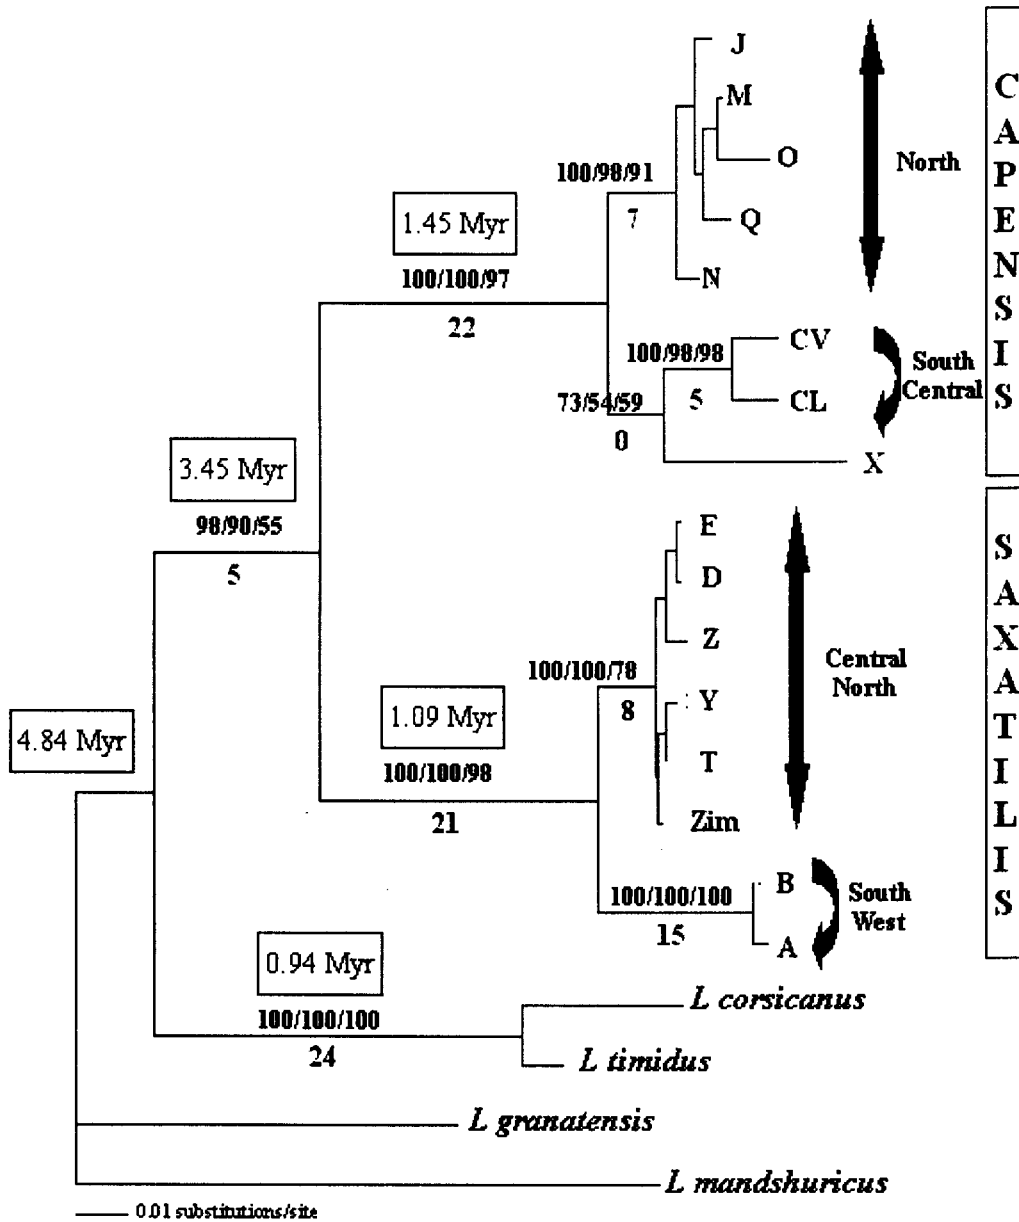 J
M
O
Q
N
North
100/98/91
7
1.45 Myr
100/100/97
22
CV
CL
X
100/98/98
5
South
Central
73/54/59
0
CAPENSIS
3.45 Myr
98/90/55
5
E
D
Z
Y
T
Zim
Central
North
100/100/78
8
1.09 Myr
100/100/98
21
4.84 Myr
B
A
South
West
100/100/100
15
SAXATILIS
0.94 Myr
100/100/100
24
L corsicanus
L timidus
L granatensis
L mandshuricus
0.01 substitutions/site